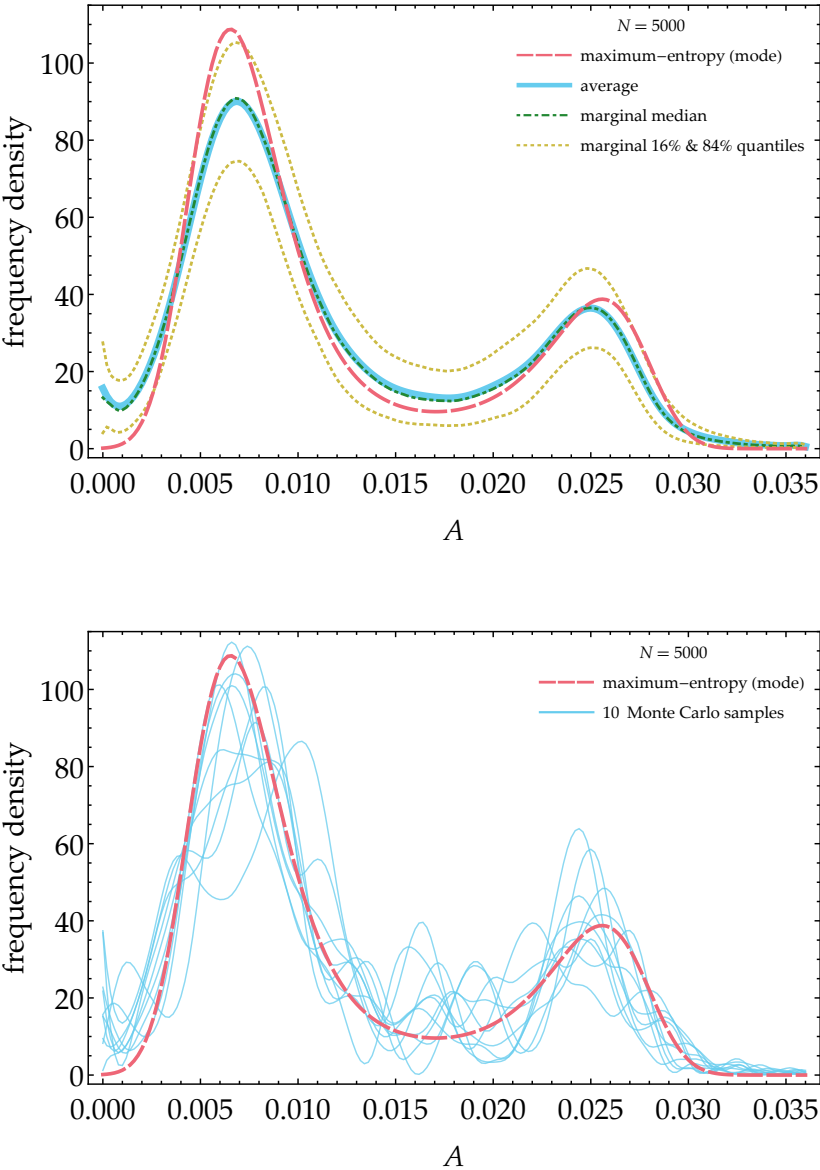 N = 5000
maximum−entropy (mode)
average
marginal median
marginal 16% & 84% quantiles
frequency density
100
80
60
40
20
0
0.000 0.005 0.010 0.015 0.020 0.025 0.030 0.035
A
N = 5000
maximum−entropy (mode)
10 Monte Carlo samples
frequency density
100
80
60
40
20
0
0.000 0.005 0.010 0.015 0.020 0.025 0.030 0.035
A